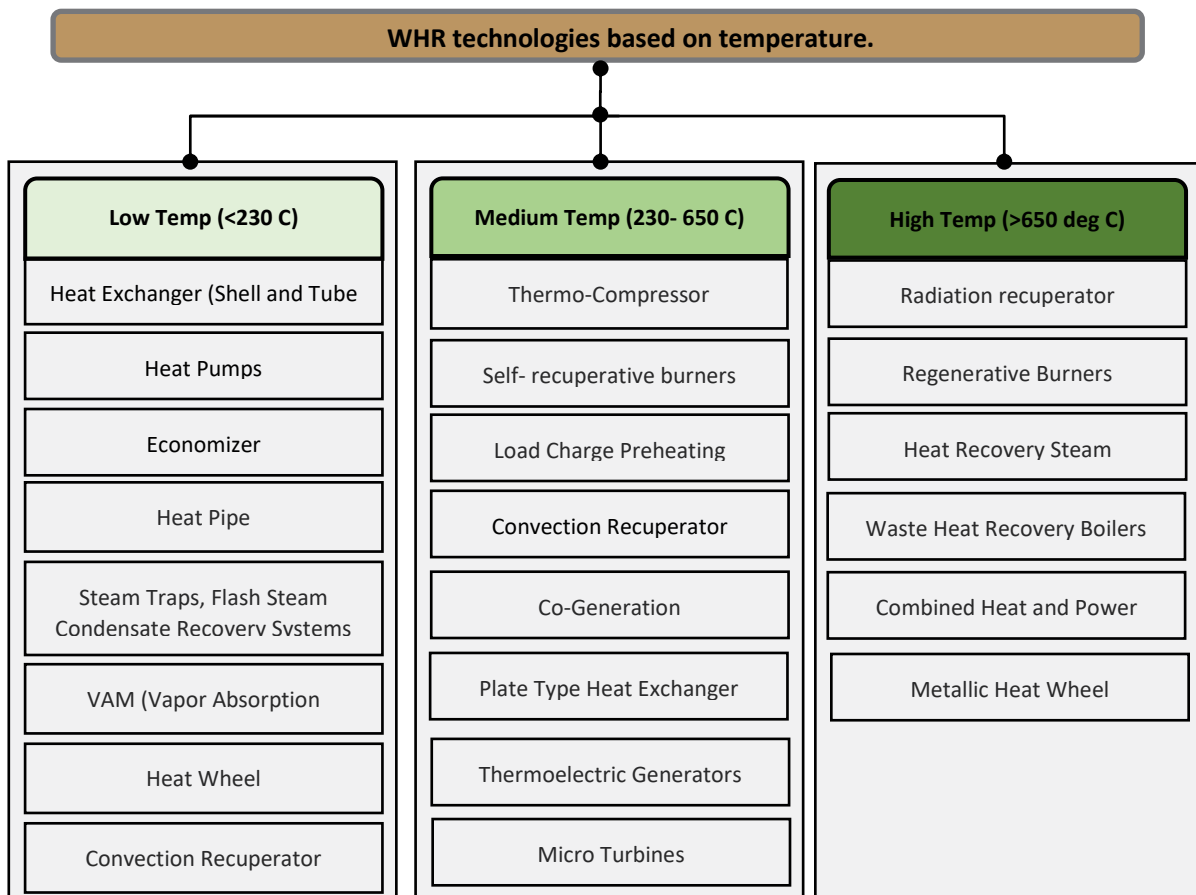 WHR technologies based on temperature.
Low Temp (<230 C)
Heat Exchanger (Shell and Tube
Heat Pumps
Economizer
Heat Pipe
Steam Traps, Flash Steam
Condensate Recovery Systems
VAM (Vapor Absorption
Heat Wheel
Convection Recuperator
Medium Temp (230- 650 C)
Thermo-Compressor
Self- recuperative burners
Load Charge Preheating
Convection Recuperator
Co-Generation
Plate Type Heat Exchanger
Thermoelectric Generators
Micro Turbines
High Temp (>650 deg C)
Radiation recuperator
Regenerative Burners
Heat Recovery Steam
Waste Heat Recovery Boilers
Combined Heat and Power
Metallic Heat Wheel